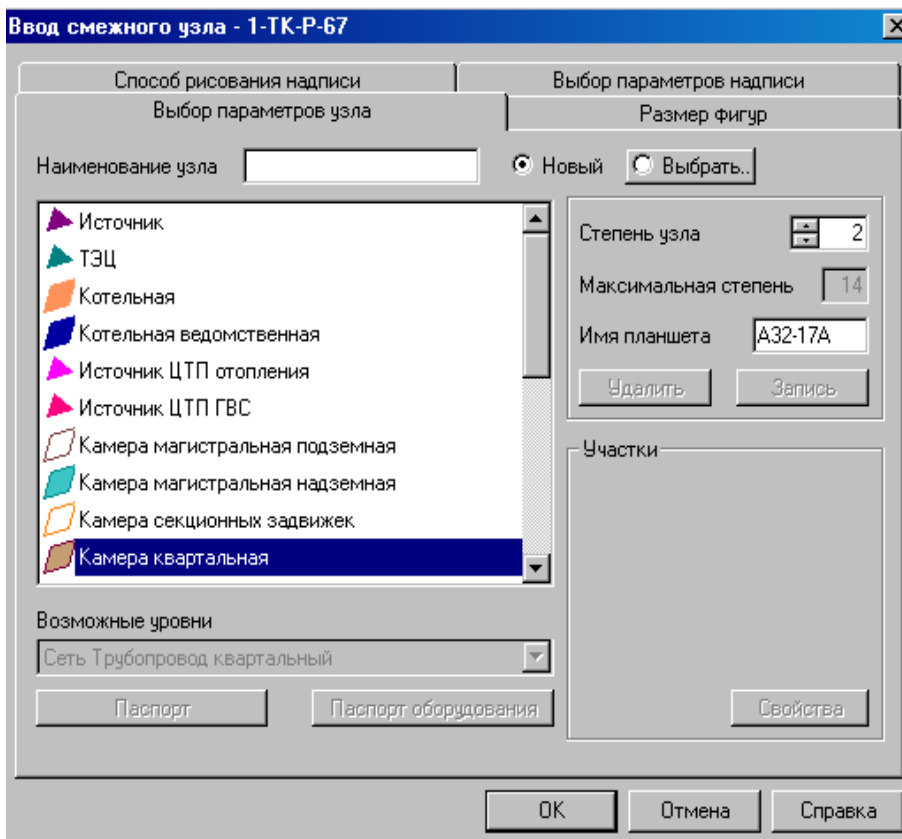 Ввод смежного узла - 1-ТК-Р-67
Способ рисования надписи
Выбор параметров надписи
Выбор параметров узла
Размер фигур
Наименование узла
Новый
Выбрать..
Источник
ТЭЦ
Котельная
Котельная ведомственная
Источник ЦТП отопления
Источник ЦТП ГВС
Камера магистральная подземная
Камера магистральная надземная
Камера секционных задвижек
Камера квартальная
Степень узла 2
Максимальная степень 14
Имя планшета А32-17А
Удалить
Запись
Участки
Возможные уровни
Сеть Трубопровод квартальный
Паспорт
Паспорт оборудования
Свойства
ОК
Отмена
Справка